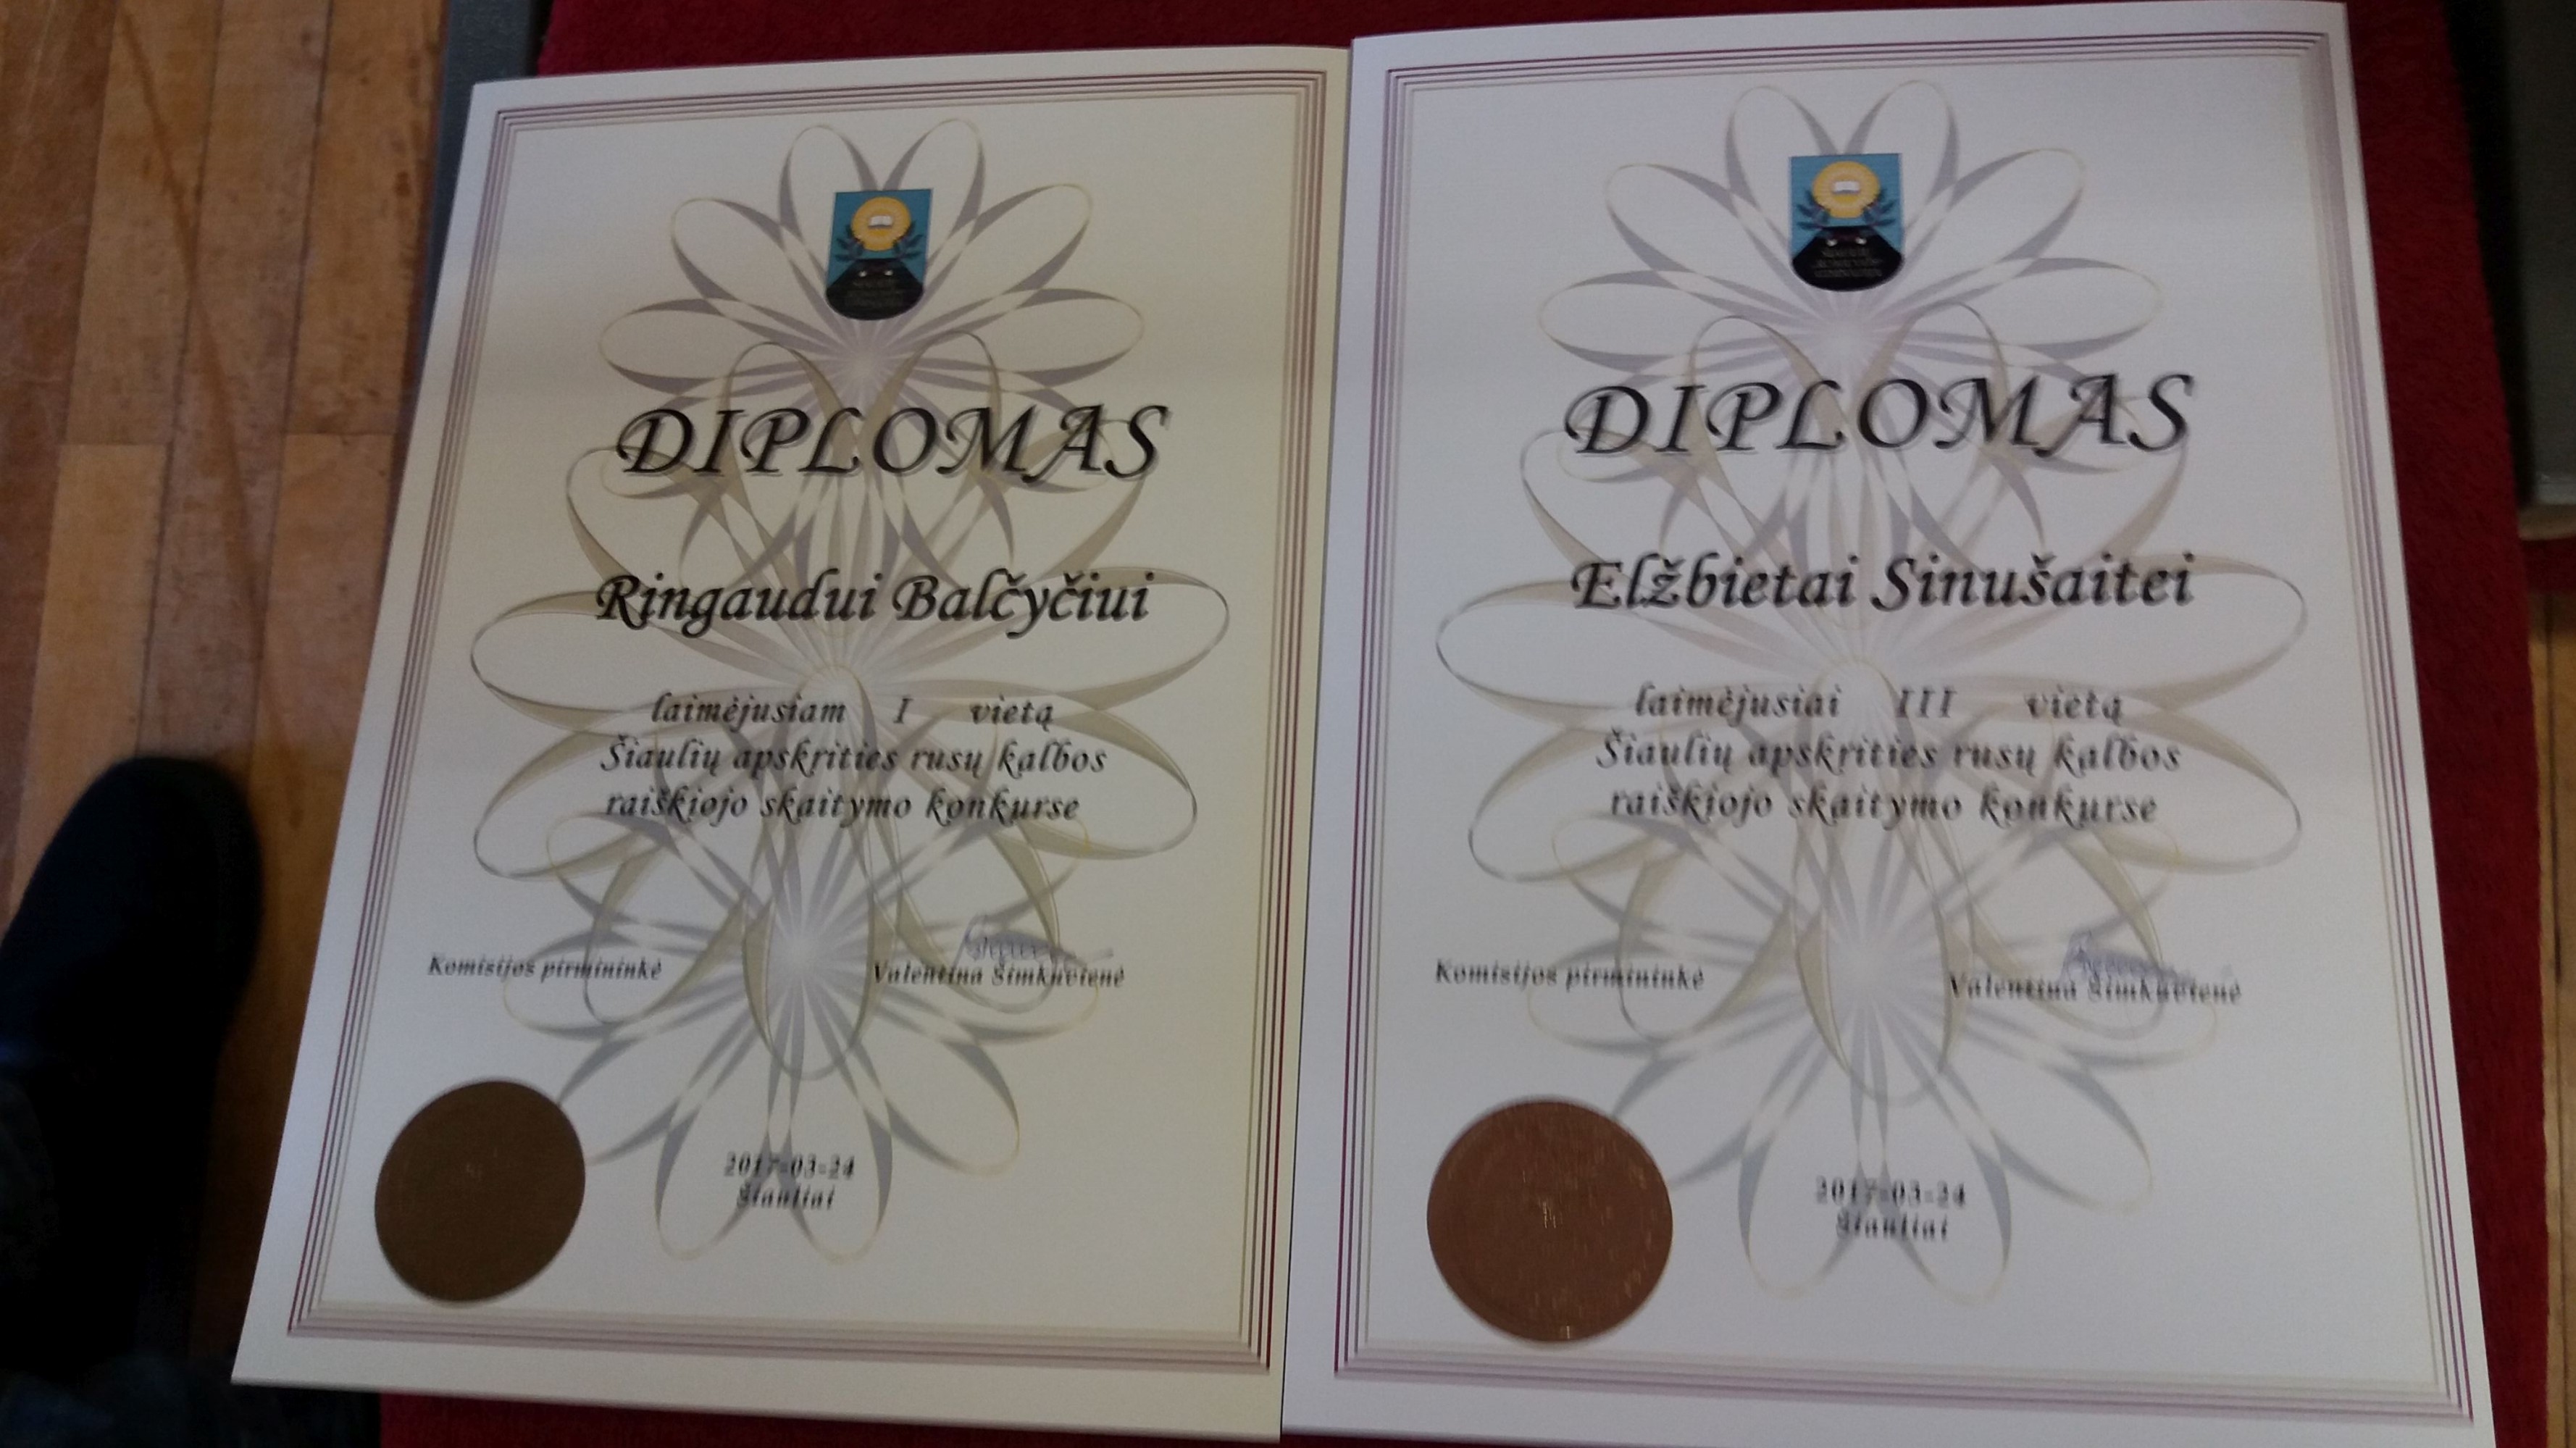 DIPLOMAS
Ringaudui Balčyčiui
laimėjusiam I vietą
Šiaulių apskrities rusų kalbos
raiškiojo skaitymo konkurse
Komisijos pirmininkė
Valentina Šimkuvienė
2017-03-24
Šiauliai
DIPLOMAS
Elžbietai Sinušaitei
laimėjusiai III vietą
Šiaulių apskrities rusų kalbos
raiškiojo skaitymo konkurse
Komisijos pirmininkė
Valentina Šimkuvienė
2017-03-24
Šiauliai